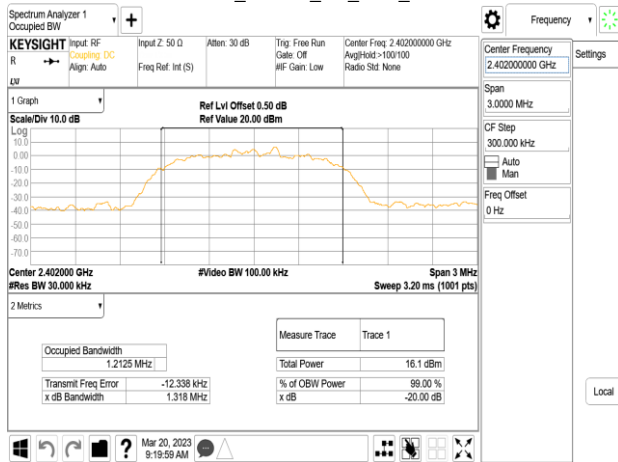 Spectrum Analyzer 1
Occupied BW
+
Frequency
KEYSIGHT
R
LXI
Input: RF
Coupling: DC
Align: Auto
Input Z: 50 Ω
Freq Ref: Int (S)
Atten: 30 dB
Trig: Free Run
Gate: Off
#IF Gain: Low
Center Freq: 2.402000000 GHz
Avg|Hold:>100/100
Radio Std: None
Center Frequency
2.402000000 GHz
Settings
Span
3.0000 MHz
CF Step
300.000 kHz
Auto
Man
Freq Offset
0 Hz
1 Graph
Scale/Div 10.0 dB
Ref Lvl Offset 0.50 dB
Ref Value 20.00 dBm
Log
10.0
0.00
-10.0
-20.0
-30.0
-40.0
-50.0
-60.0
-70.0
Center 2.402000 GHz
#Res BW 30.000 kHz
#Video BW 100.00 kHz
Span 3 MHz
Sweep 3.20 ms (1001 pts)
2 Metrics
Measure Trace Trace 1
Occupied Bandwidth
1.2125 MHz
Total Power 16.1 dBm
Transmit Freq Error -12.338 kHz
% of OBW Power 99.00 %
x dB Bandwidth 1.318 MHz
x dB -20.00 dB
Local
?
Mar 20, 2023
9:19:59 AM